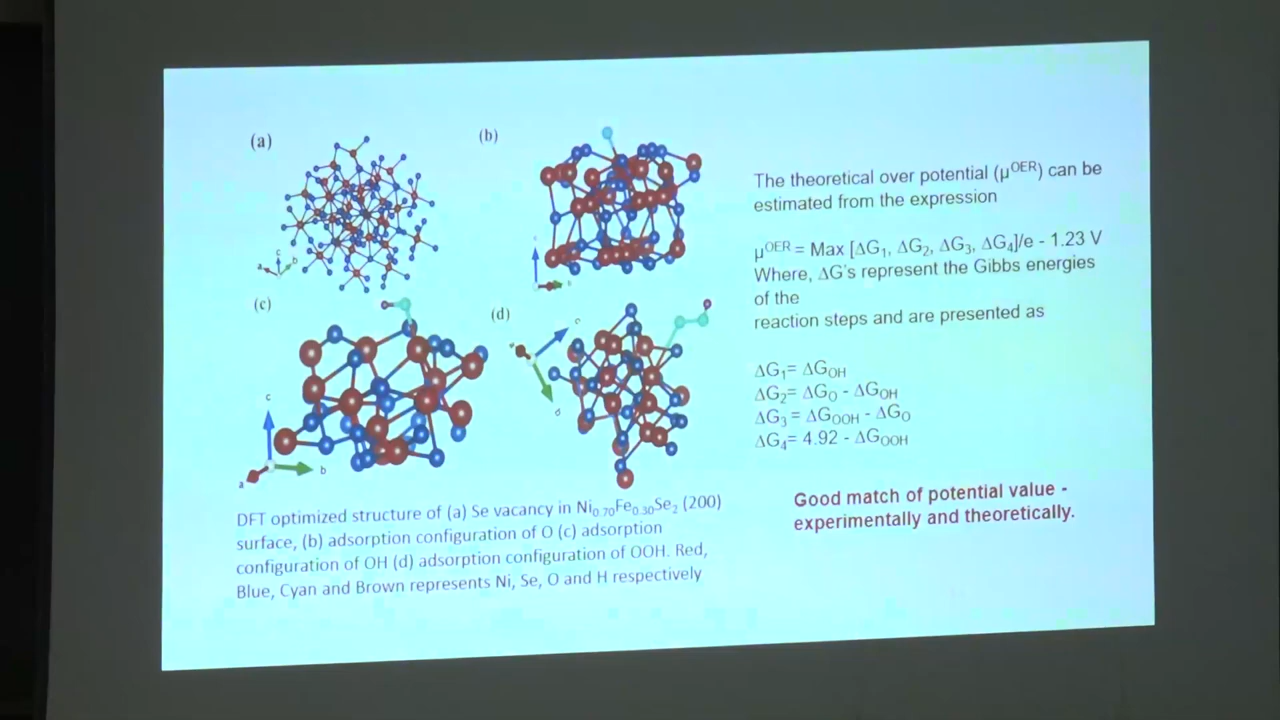 (a)
(b)
c
a
b
(c)
(d)
c
c
d
a
b
DFT optimized structure of (a) Se vacancy in Ni₀.₇₀Fe₀.₃₀Se₂ (200)
surface, (b) adsorption configuration of O (c) adsorption
configuration of OH (d) adsorption configuration of OOH. Red,
Blue, Cyan and Brown represents Ni, Se, O and H respectively
The theoretical over potential (μᴼᴱᴿ) can be
estimated from the expression
μᴼᴱᴿ = Max [ΔG₁, ΔG₂, ΔG₃, ΔG₄]/e - 1.23 V
Where, ΔG's represent the Gibbs energies
of the
reaction steps and are presented as
ΔG₁= ΔGOH
ΔG₂= ΔGO - ΔGOH
ΔG₃ = ΔGOOH - ΔGO
ΔG₄= 4.92 - ΔGOOH
Good match of potential value -
experimentally and theoretically.